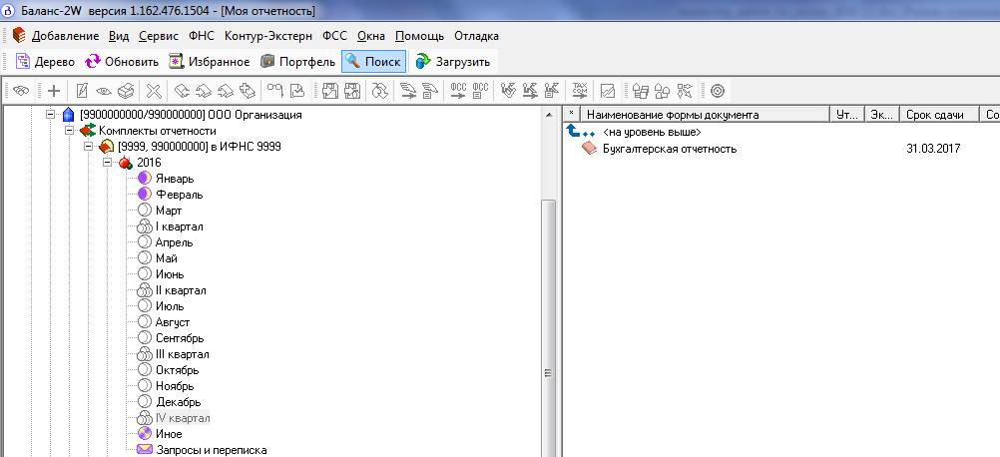 Баланс-2W версия 1.162.476.1504 - [Моя отчетность]
Добавление Вид Сервис ФНС Контур-Экстерн ФСС Окна Помощь Отладка
Дерево Обновить Избранное Портфель Поиск Загрузить
[9900000000/990000000] ООО Организация
Комплекты отчетности
[9999, 990000000] в ИФНС 9999
2016
Январь
Февраль
Март
I квартал
Апрель
Май
Июнь
II квартал
Июль
Август
Сентябрь
III квартал
Октябрь
Ноябрь
Декабрь
IV квартал
Иное
Запросы и переписка
* Наименование формы документа Ут... Эк... Срок сдачи Со
<на уровень выше>
Бухгалтерская отчетность 31.03.2017